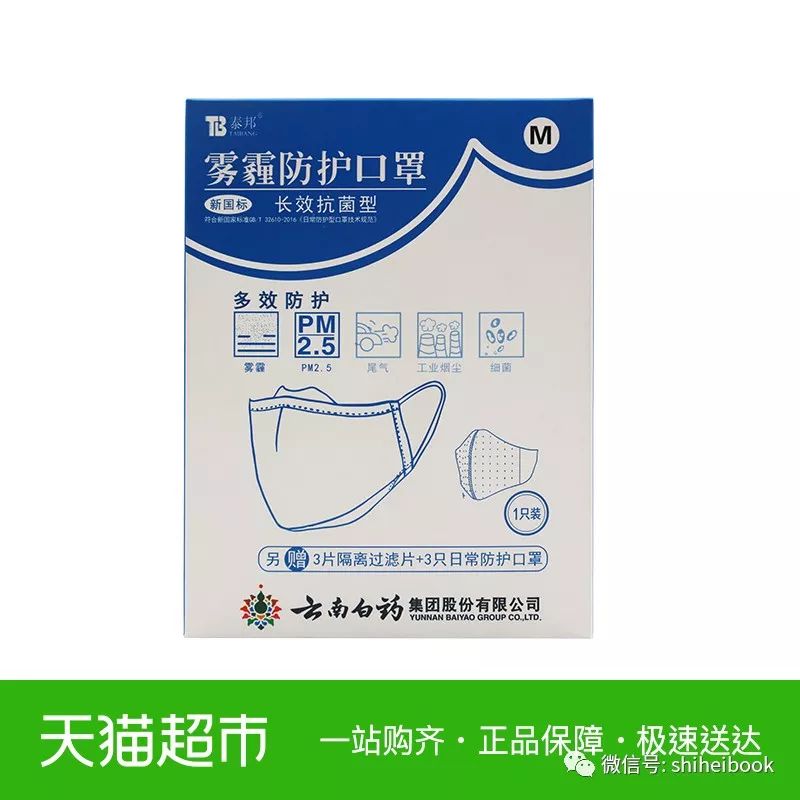 TB 泰邦®
TAIBANG
M
雾霾防护口罩
新国标 长效抗菌型
符合新国家标准GB/T 32610-2016《日常防护型口罩技术规范》
多效防护
PM
2.5
雾霾 PM2.5 尾气 工业烟尘 细菌
1只装
另赠3片隔离过滤片+3只日常防护口罩
云南白药集团股份有限公司
YUNNAN BAIYAO GROUP CO.,LTD.
天猫超市 一站购齐·正品保障·极速送达
微信号: shiheibook